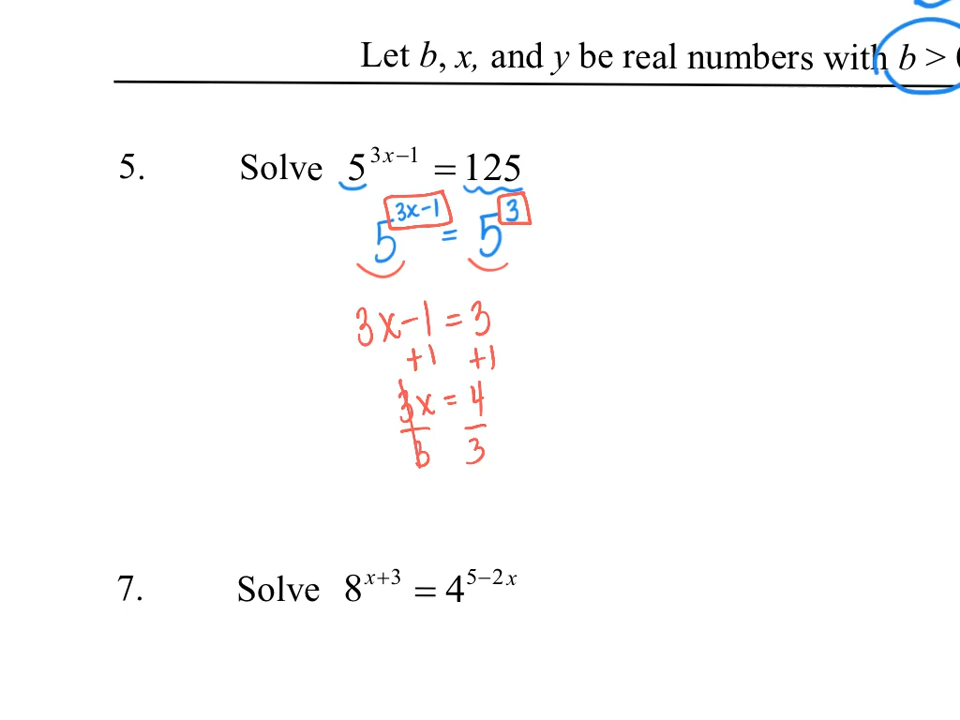 Let b, x, and y be real numbers with b >
5. Solve 5^{3x−1} = 125
5^{3x-1} = 5^{3}
3x-1 = 3
+1 +1
3x = 4
3 3
7. Solve 8^{x+3} = 4^{5−2x}